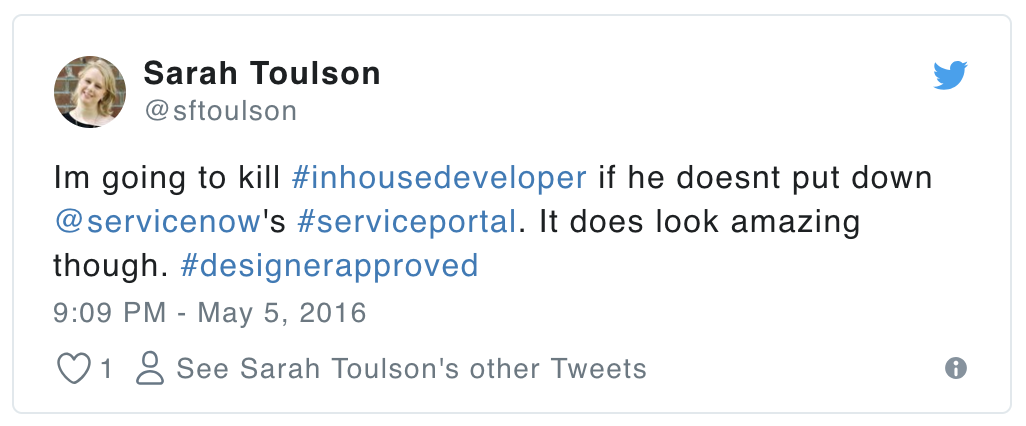 Sarah Toulson
@sftoulson
Im going to kill #inhousedeveloper if he doesnt put down
@servicenow's #serviceportal. It does look amazing
though. #designerapproved
9:09 PM - May 5, 2016
1 See Sarah Toulson's other Tweets